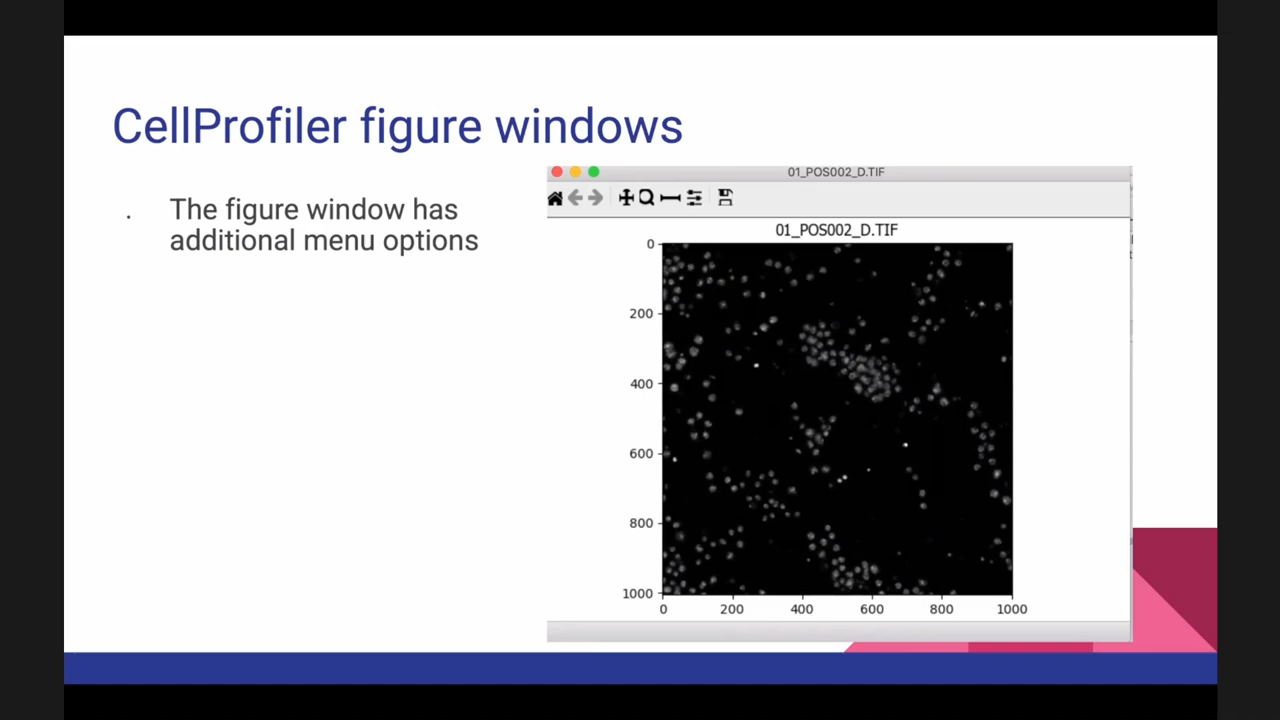 CellProfiler figure windows
. The figure window has
additional menu options
01_POS002_D.TIF
01_POS002_D.TIF
0
200
400
600
800
1000
0 200 400 600 800 1000